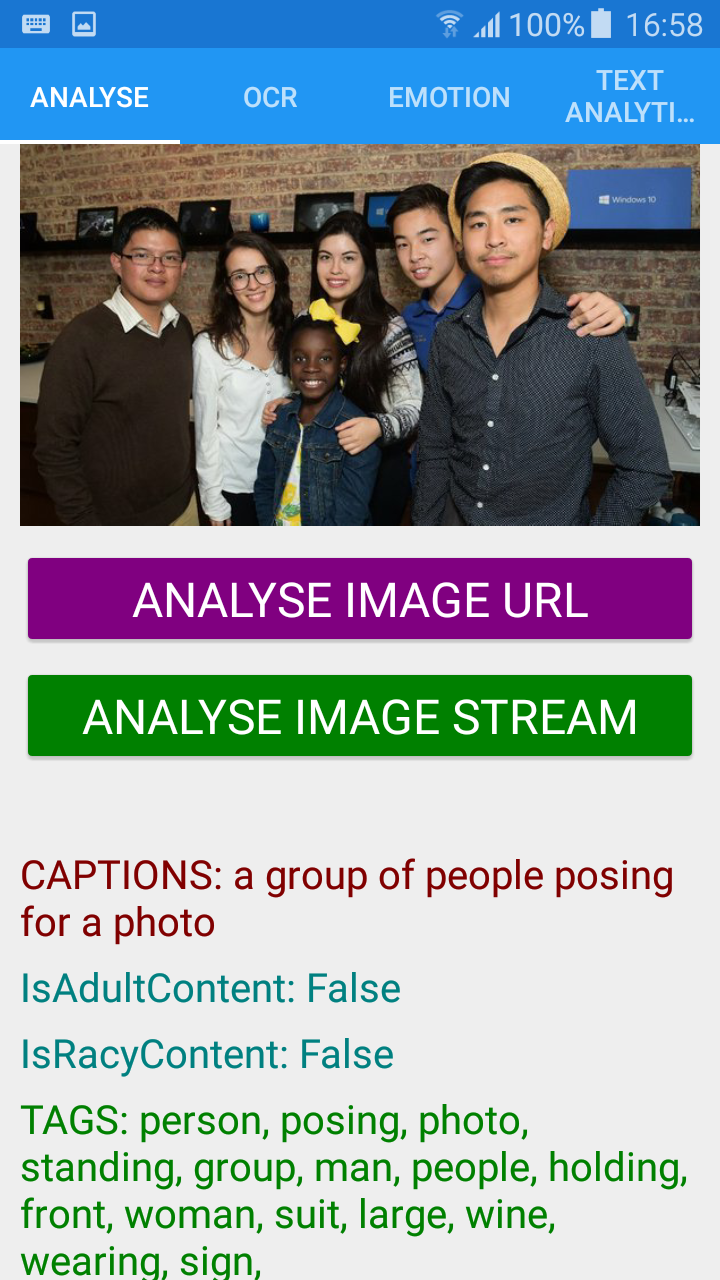 100% 16:58
ANALYSE
OCR
EMOTION
TEXT
ANALYTI...
Windows 10
ANALYSE IMAGE URL
ANALYSE IMAGE STREAM
CAPTIONS: a group of people posing
for a photo
IsAdultContent: False
IsRacyContent: False
TAGS: person, posing, photo,
standing, group, man, people, holding,
front, woman, suit, large, wine,
wearing, sign,